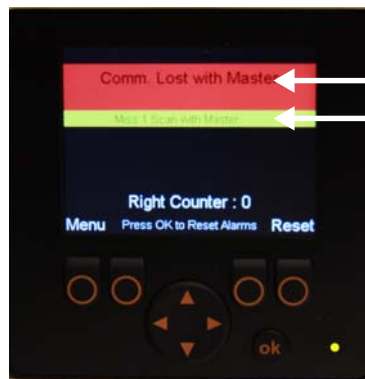 Comm. Lost with Master
Miss 1 Scan with Master
Right Counter : 0
Menu Press OK to Reset Alarms Reset
ok